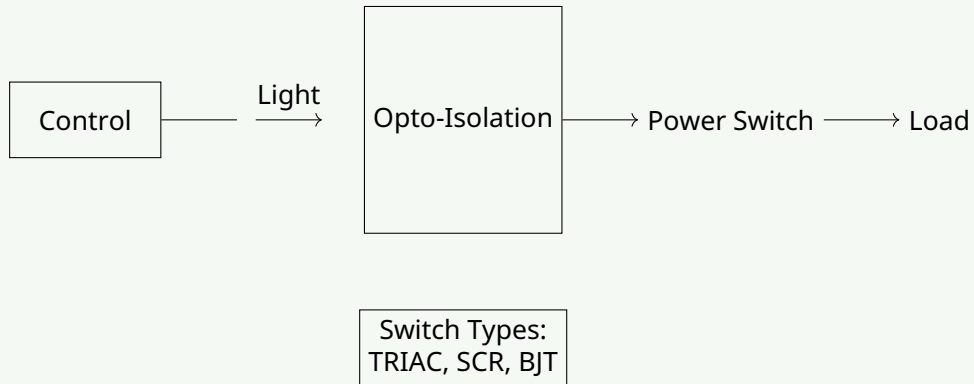 Light
Control
Opto-Isolation
Power Switch
Load
Switch Types:
TRIAC, SCR, BJT